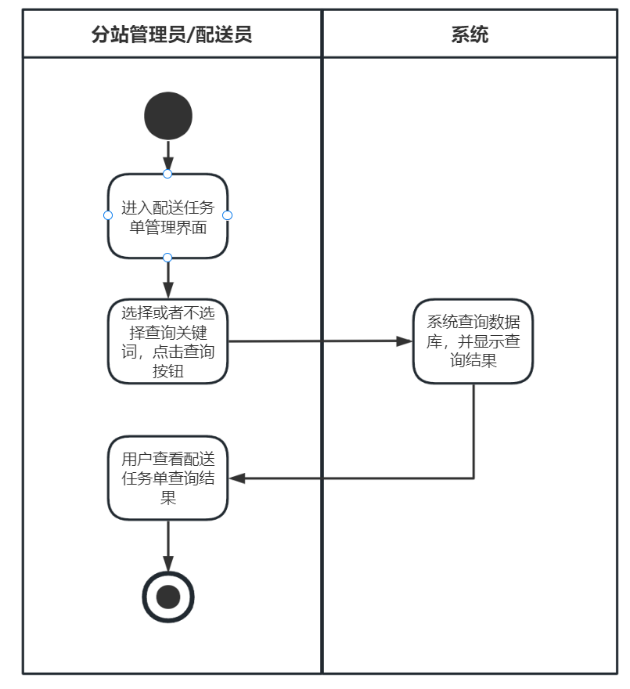 分站管理员/配送员
系统
进入配送任务
单管理界面
选择或者不选
择查询关键
词，点击查询
按钮
系统查询数据
库，并显示查
询结果
用户查看配送
任务单查询结
果